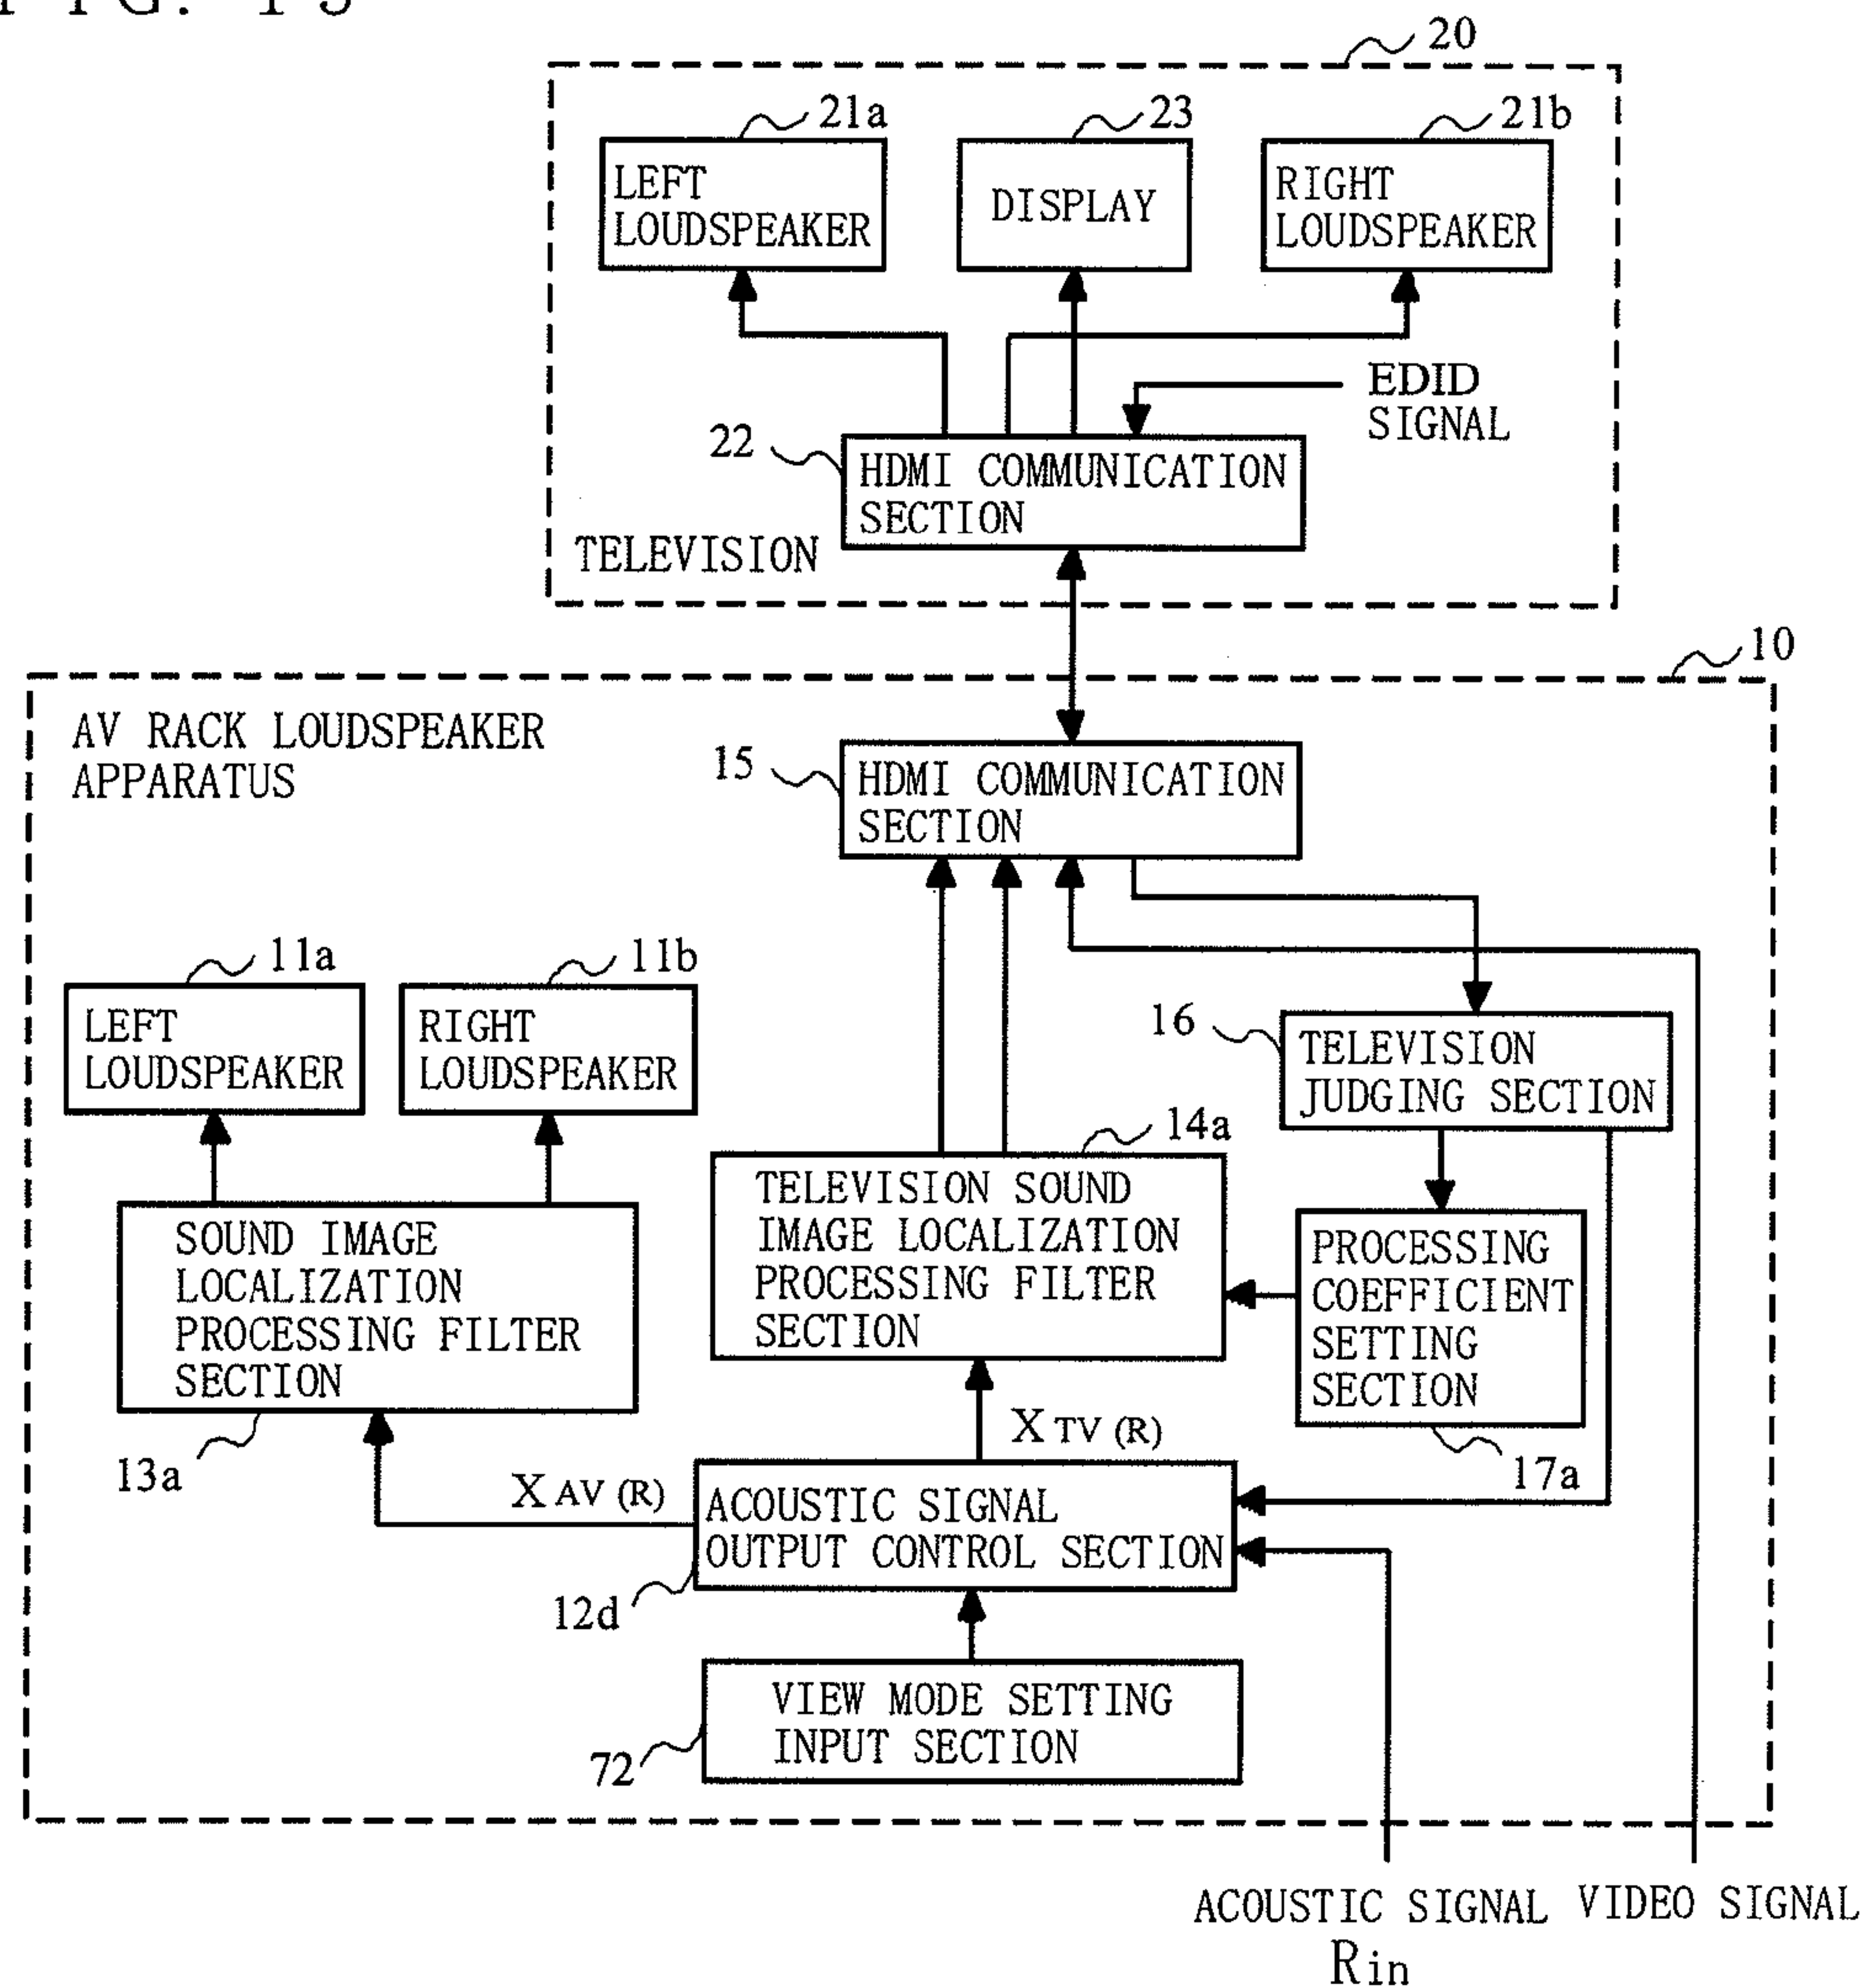 20
21a
23
21b
LEFT
LOUDSPEAKER
DISPLAY
RIGHT
LOUDSPEAKER
EDID
SIGNAL
22
HDMI COMMUNICATION
SECTION
TELEVISION
10
AV RACK LOUDSPEAKER
APPARATUS
15
HDMI COMMUNICATION
SECTION
11a
11b
LEFT
LOUDSPEAKER
RIGHT
LOUDSPEAKER
16
TELEVISION
JUDGING SECTION
14a
TELEVISION SOUND
IMAGE LOCALIZATION
PROCESSING FILTER
SECTION
SOUND IMAGE
LOCALIZATION
PROCESSING FILTER
SECTION
PROCESSING
COEFFICIENT
SETTING
SECTION
13a
X TV (R)
17a
X AV (R)
ACOUSTIC SIGNAL
OUTPUT CONTROL SECTION
12d
VIEW MODE SETTING
INPUT SECTION
72
ACOUSTIC SIGNAL
Rin
VIDEO SIGNAL